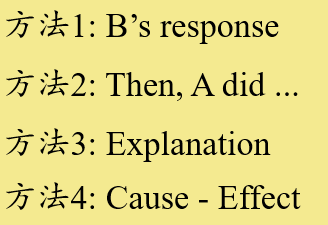 方法1: B’s response
方法2: Then, A did ...
方法3: Explanation
方法4: Cause - Effect